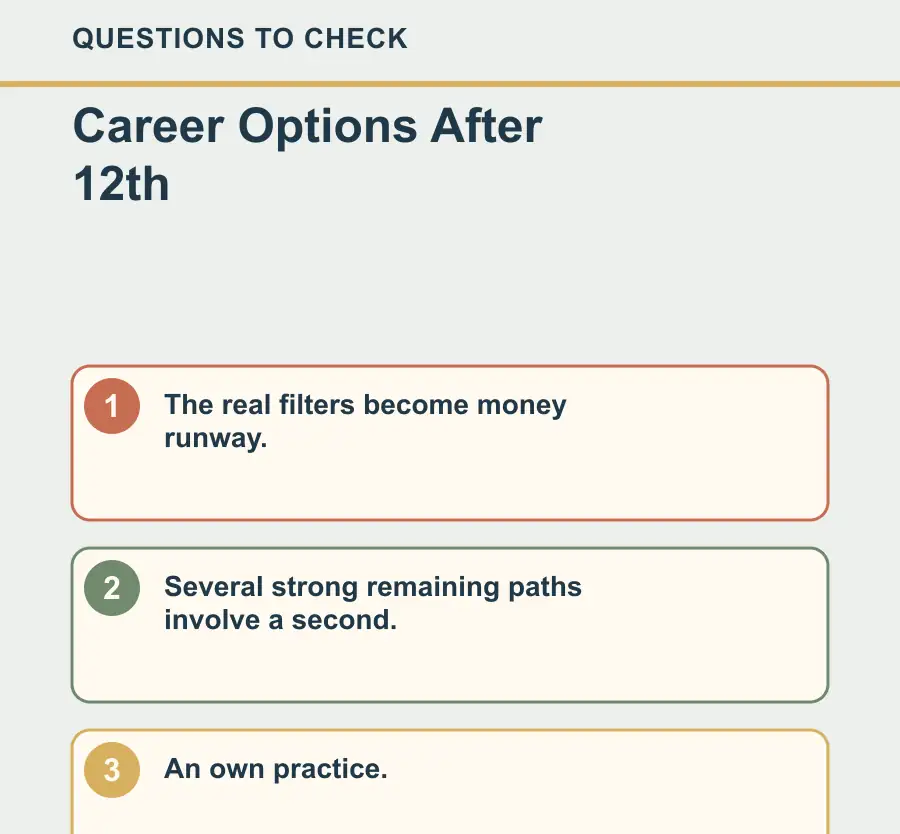 QUESTIONS TO CHECK
Career Options After
12th
1
The real filters become money
runway.
2
Several strong remaining paths
involve a second.
3
An own practice.